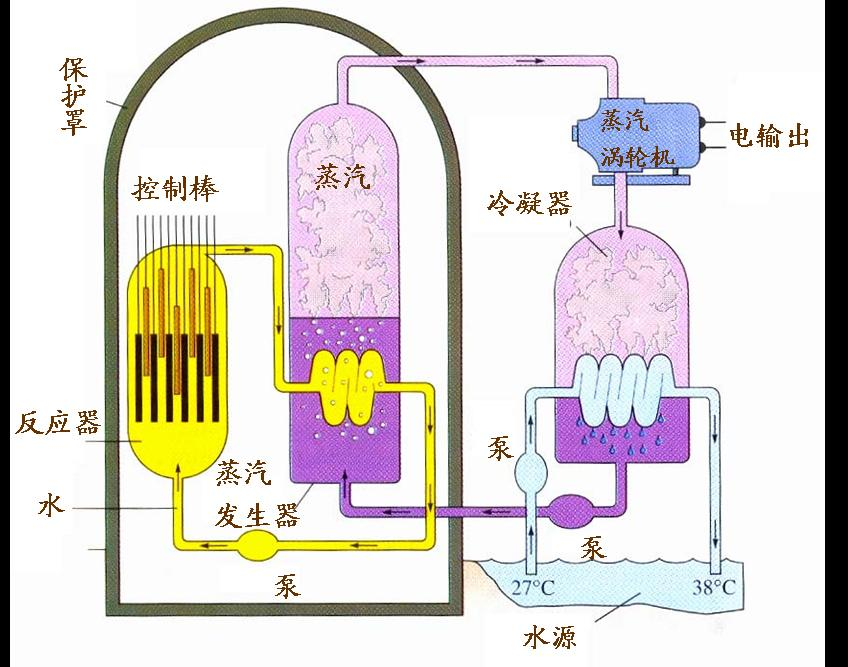 保护罩
控制棒
蒸汽
蒸汽
涡轮机
电输出
冷凝器
反应器
水
蒸汽
发生器
泵
泵
泵
27°C
38°C
水源